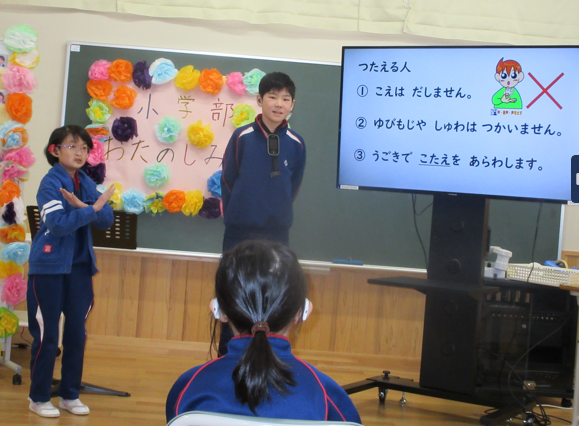 小学部
おたのしみ
つたえる人
① こえは だしません。
② ゆびもじや しゅわは つかいません。
③ うごきで こたえを あらわします。